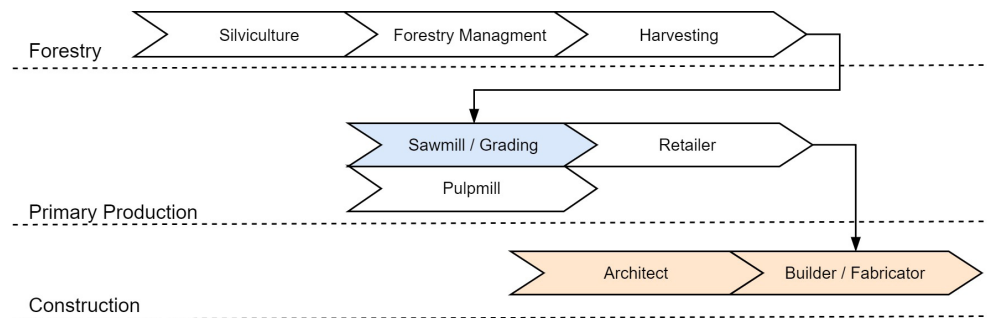 Silviculture
Forestry Managment
Harvesting
Forestry
Sawmill / Grading
Retailer
Pulpmill
Primary Production
Architect
Builder / Fabricator
Construction